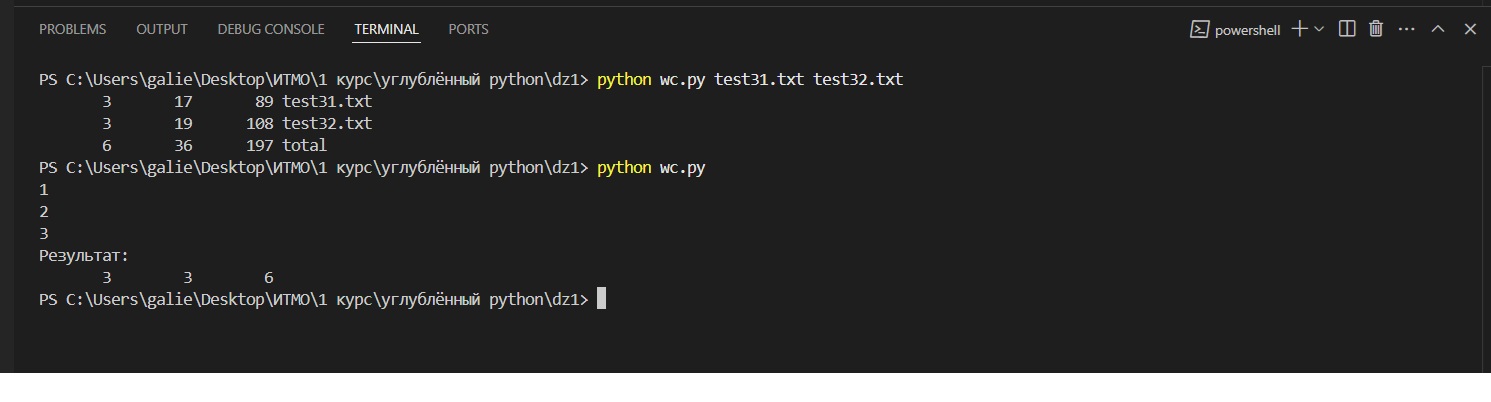 PROBLEMS OUTPUT DEBUG CONSOLE TERMINAL PORTS powershell
PS C:\Users\galie\Desktop\ИТМО\1 курс\углублённый python\dz1> python wc.py test31.txt test32.txt
3 17 89 test31.txt
3 19 108 test32.txt
6 36 197 total
PS C:\Users\galie\Desktop\ИТМО\1 курс\углублённый python\dz1> python wc.py
1
2
3
Результат:
3 3 6
PS C:\Users\galie\Desktop\ИТМО\1 курс\углублённый python\dz1>